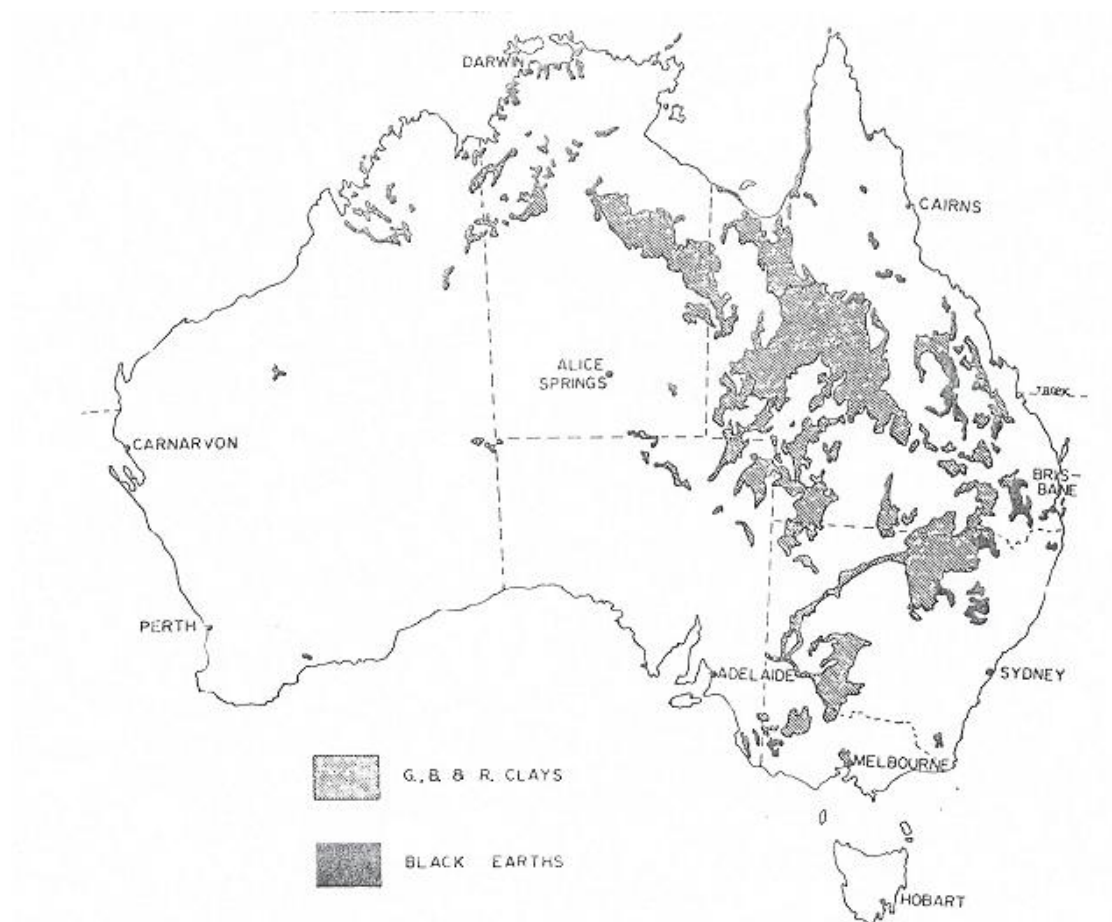 DARWIN
CAIRNS
ALICE
SPRINGS
CARNARVON
BRIS-
BANE
PERTH
ADELAIDE
SYDNEY
G., B. & R. CLAYS
MELBOURNE
BLACK EARTHS
HOBART